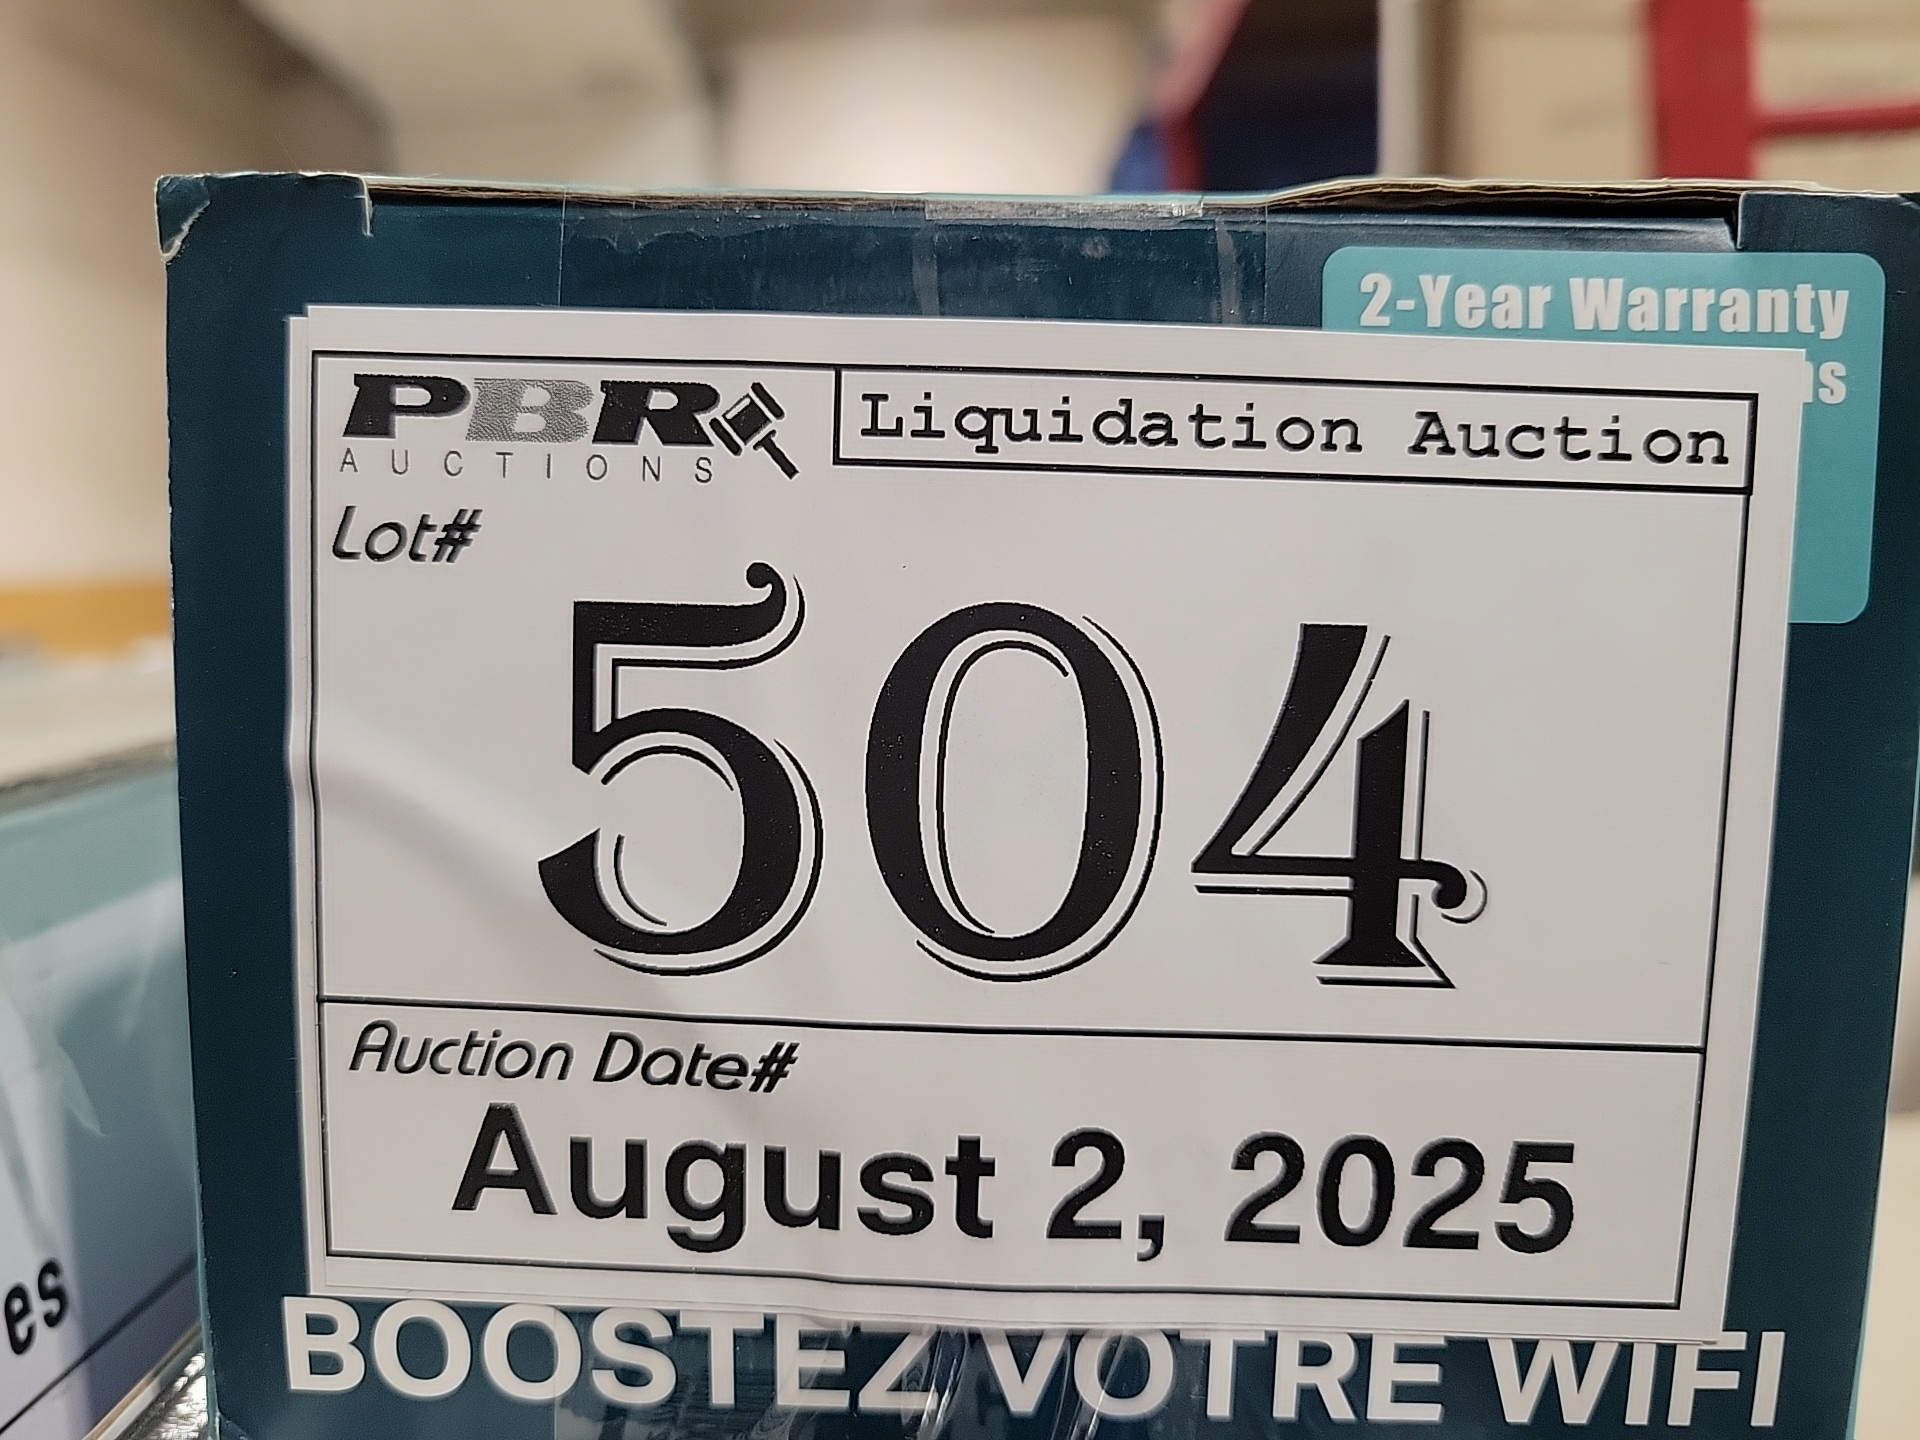 2-Year Warranty
PBR
AUCTIONS
Liquidation Auction
Lot#
504
Auction Date#
August 2, 2025
BOOSTEZ VOTRE WIFI